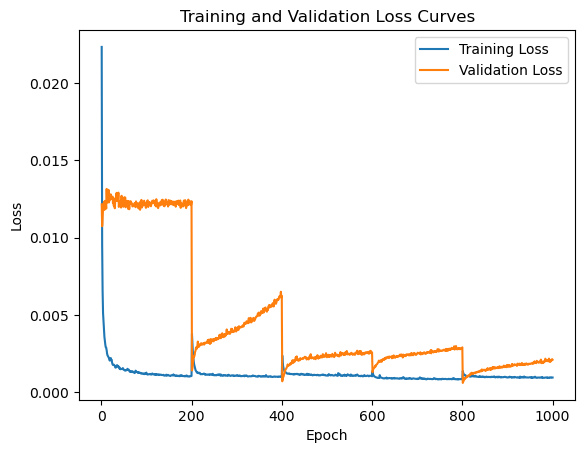 Training and Validation Loss Curves
Training Loss
Validation Loss
0.020
0.015
0.010
0.005
0.000
Loss
0
200
400
600
800
1000
Epoch